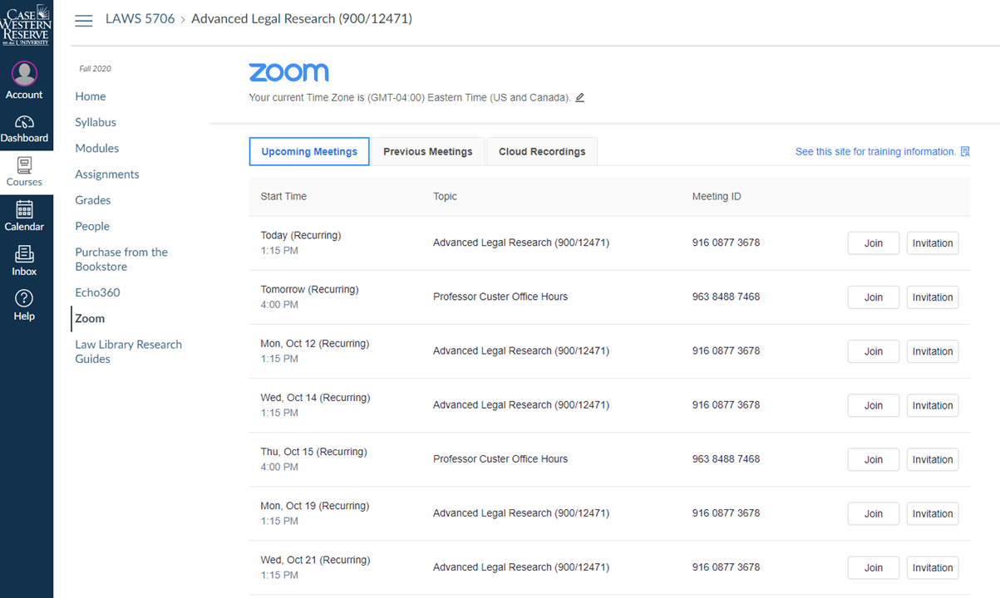 CASE
WESTERN
RESERVE
UNIVERSITY
Account
Dashboard
Courses
Calendar
Inbox
Help
LAWS 5706 › Advanced Legal Research (900/12471)
Fall 2020
Home
Syllabus
Modules
Assignments
Grades
People
Purchase from the
Bookstore
Echo360
Zoom
Law Library Research
Guides
zoom
Your current Time Zone is (GMT-04:00) Eastern Time (US and Canada).
Upcoming Meetings Previous Meetings Cloud Recordings See this site for training information.
Start Time Topic Meeting ID
Today (Recurring)
1:15 PM
Advanced Legal Research (900/12471) 916 0877 3678 Join Invitation
Tomorrow (Recurring)
4:00 PM
Professor Custer Office Hours 963 8488 7468 Join Invitation
Mon, Oct 12 (Recurring)
1:15 PM
Advanced Legal Research (900/12471) 916 0877 3678 Join Invitation
Wed, Oct 14 (Recurring)
1:15 PM
Advanced Legal Research (900/12471) 916 0877 3678 Join Invitation
Thu, Oct 15 (Recurring)
4:00 PM
Professor Custer Office Hours 963 8488 7468 Join Invitation
Mon, Oct 19 (Recurring)
1:15 PM
Advanced Legal Research (900/12471) 916 0877 3678 Join Invitation
Wed, Oct 21 (Recurring)
1:15 PM
Advanced Legal Research (900/12471) 916 0877 3678 Join Invitation